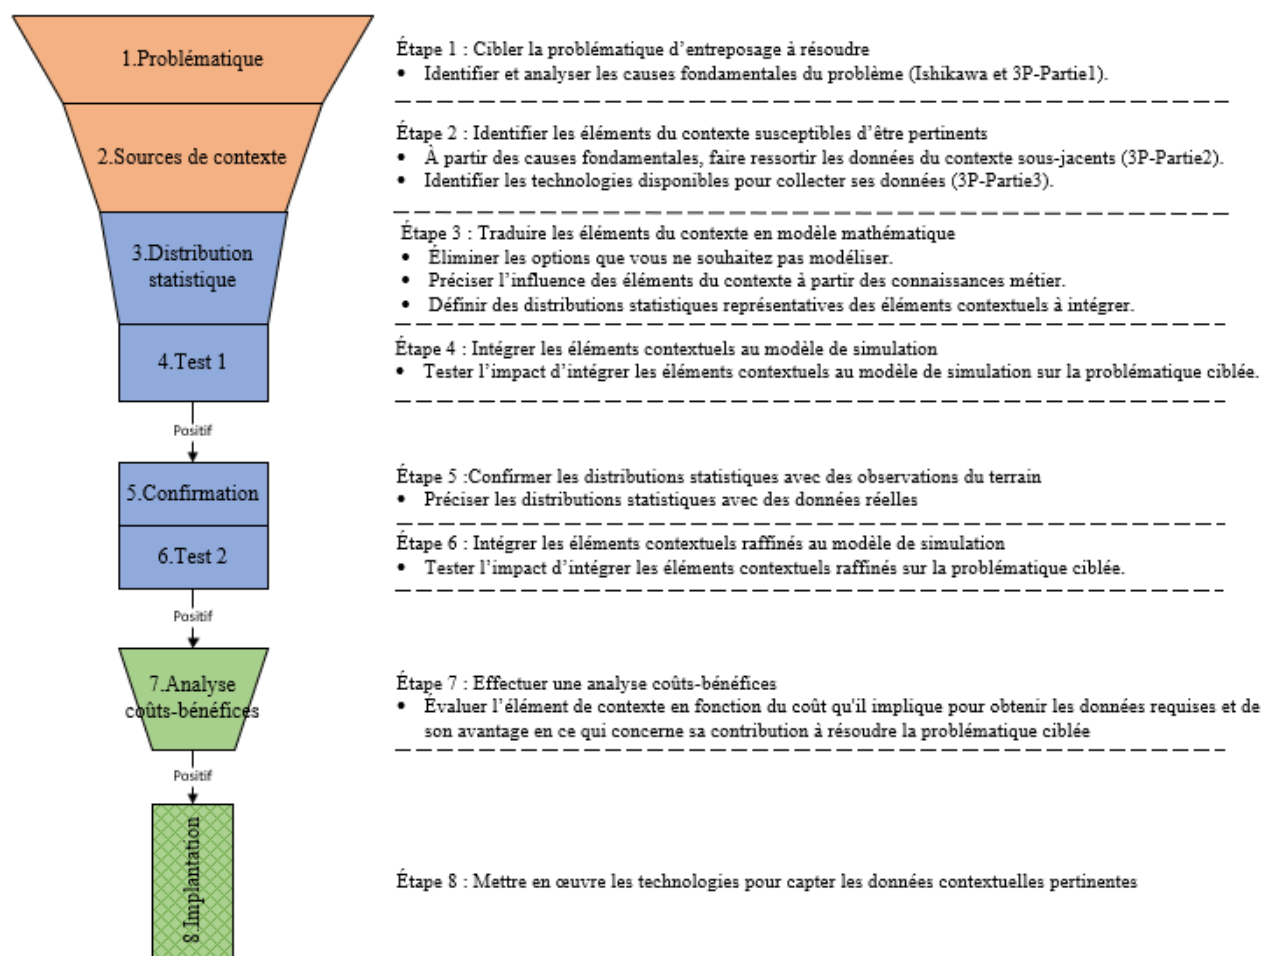 1.Problématique
Étape 1 : Cibler la problématique d'entreposage à résoudre
• Identifier et analyser les causes fondamentales du problème (Ishikawa et 3P-Partie1).
2.Sources de contexte
Étape 2 : Identifier les éléments du contexte susceptibles d'être pertinents
• À partir des causes fondamentales, faire ressortir les données du contexte sous-jacents (3P-Partie2).
• Identifier les technologies disponibles pour collecter ses données (3P-Partie3).
3.Distribution
statistique
Étape 3 : Traduire les éléments du contexte en modèle mathématique
• Éliminer les options que vous ne souhaitez pas modéliser.
• Préciser l'influence des éléments du contexte à partir des connaissances métier.
• Définir des distributions statistiques représentatives des éléments contextuels à intégrer.
4.Test 1
Étape 4 : Intégrer les éléments contextuels au modèle de simulation
• Tester l'impact d'intégrer les éléments contextuels au modèle de simulation sur la problématique ciblée.
Positif
5.Confirmation
Étape 5 :Confirmer les distributions statistiques avec des observations du terrain
• Préciser les distributions statistiques avec des données réelles
6.Test 2
Étape 6 : Intégrer les éléments contextuels raffinés au modèle de simulation
• Tester l'impact d'intégrer les éléments contextuels raffinés sur la problématique ciblée.
Positif
7.Analyse
coûts-bénéfices
Étape 7 : Effectuer une analyse coûts-bénéfices
• Évaluer l'élément de contexte en fonction du coût qu'il implique pour obtenir les données requises et de
son avantage en ce qui concerne sa contribution à résoudre la problématique ciblée
Positif
8.Implantation
Étape 8 : Mettre en œuvre les technologies pour capter les données contextuelles pertinentes